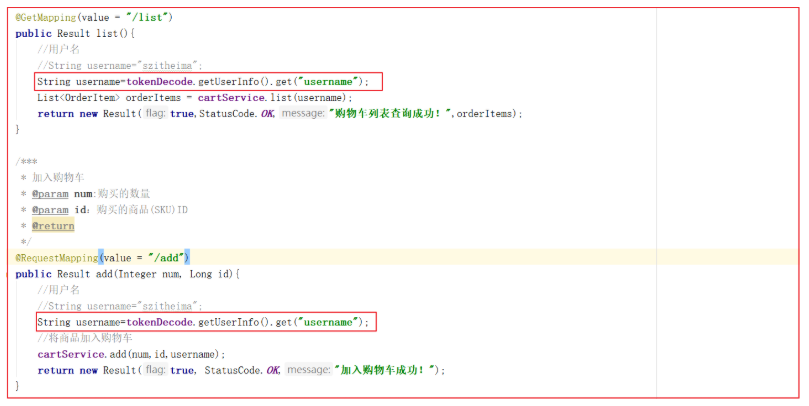 @GetMapping(value = "/list")
public Result list(){
//用户名
//String username="szitheima";
String username=tokenDecode.getUserInfo().get("username");
List<OrderItem> orderItems = cartService.list(username);
return new Result( flag: true,StatusCode.OK, message: "购物车列表查询成功！",orderItems);
}
/***
* 加入购物车
* @param num:购买的数量
* @param id：购买的商品(SKU)ID
* @return
*/
@RequestMapping(value = "/add")
public Result add(Integer num, Long id){
//用户名
//String username="szitheima";
String username=tokenDecode.getUserInfo().get("username");
//将商品加入购物车
cartService.add(num,id,username);
return new Result( flag: true, StatusCode.OK, message: "加入购物车成功！");
}